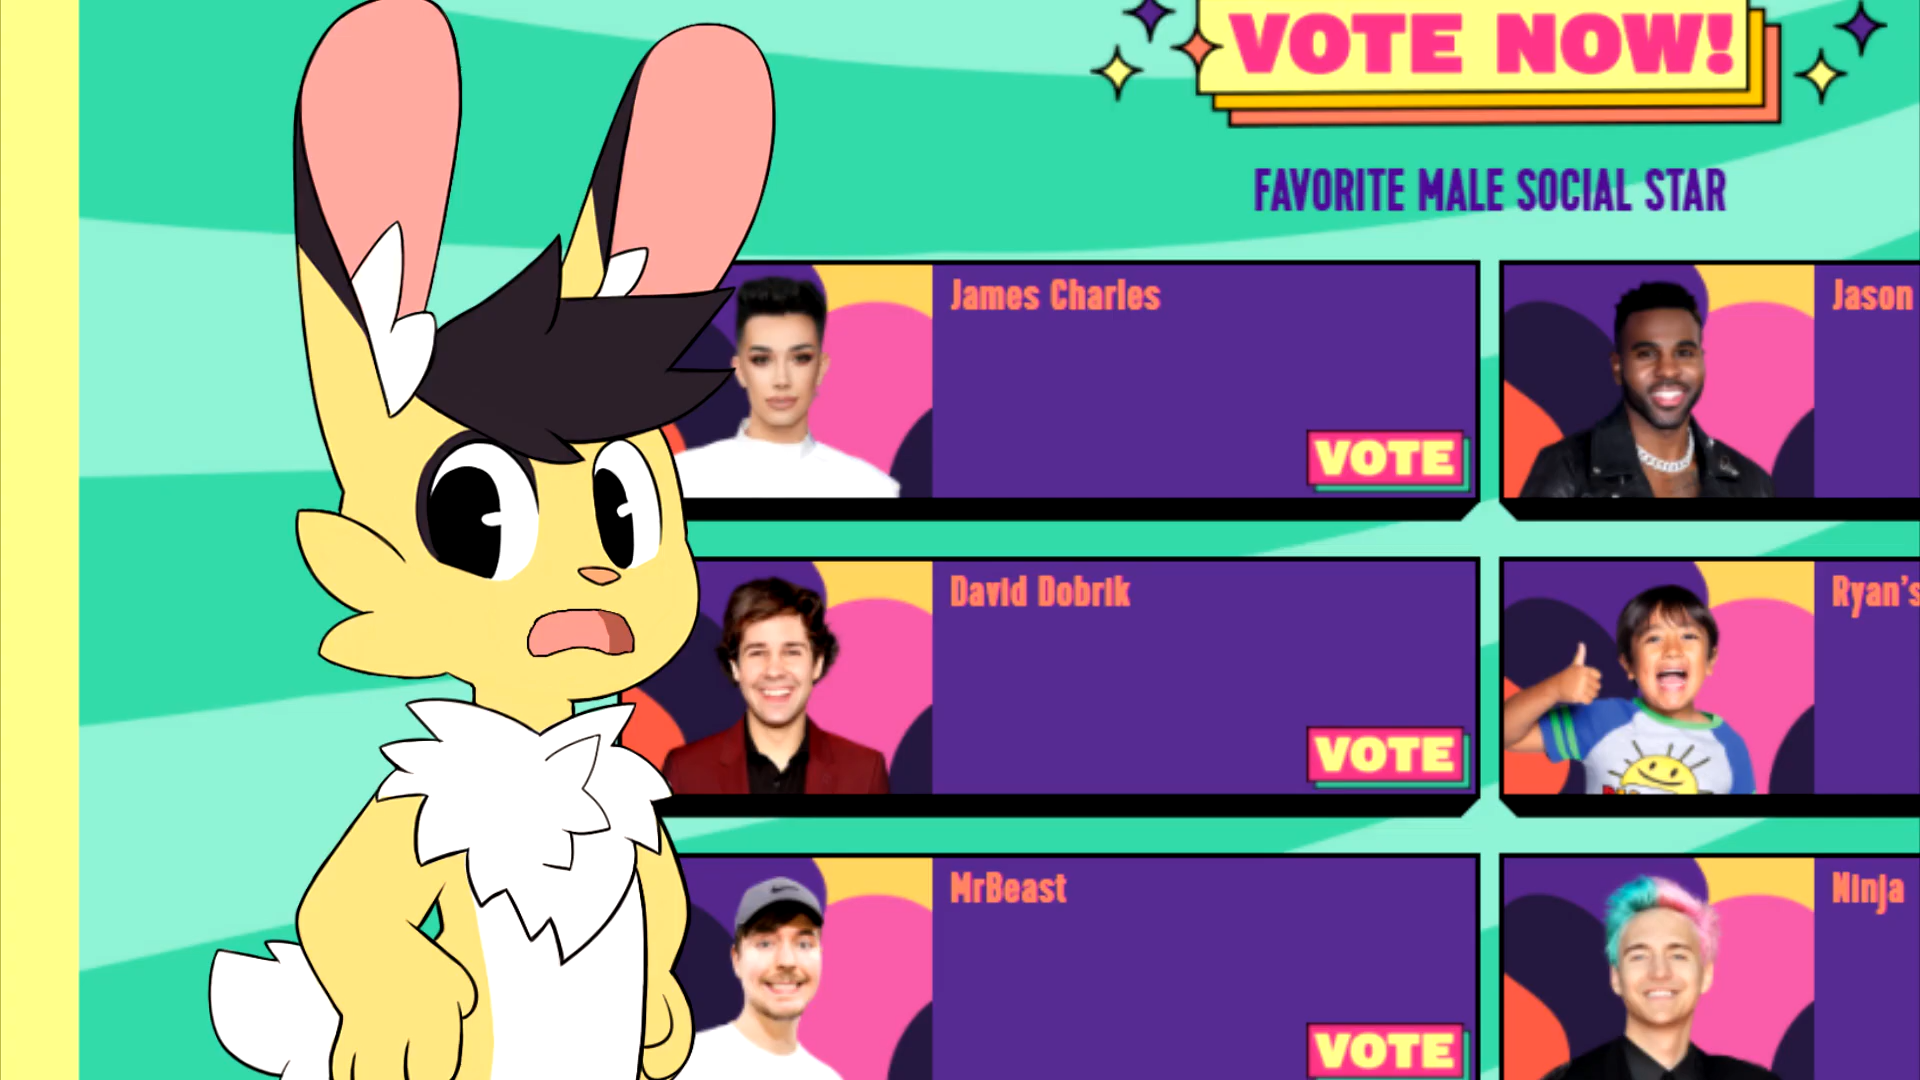 VOTE NOW!
FAVORITE MALE SOCIAL STAR
James Charles
VOTE
Jason
David Dobrik
VOTE
Ryan's
MrBeast
VOTE
Ninja